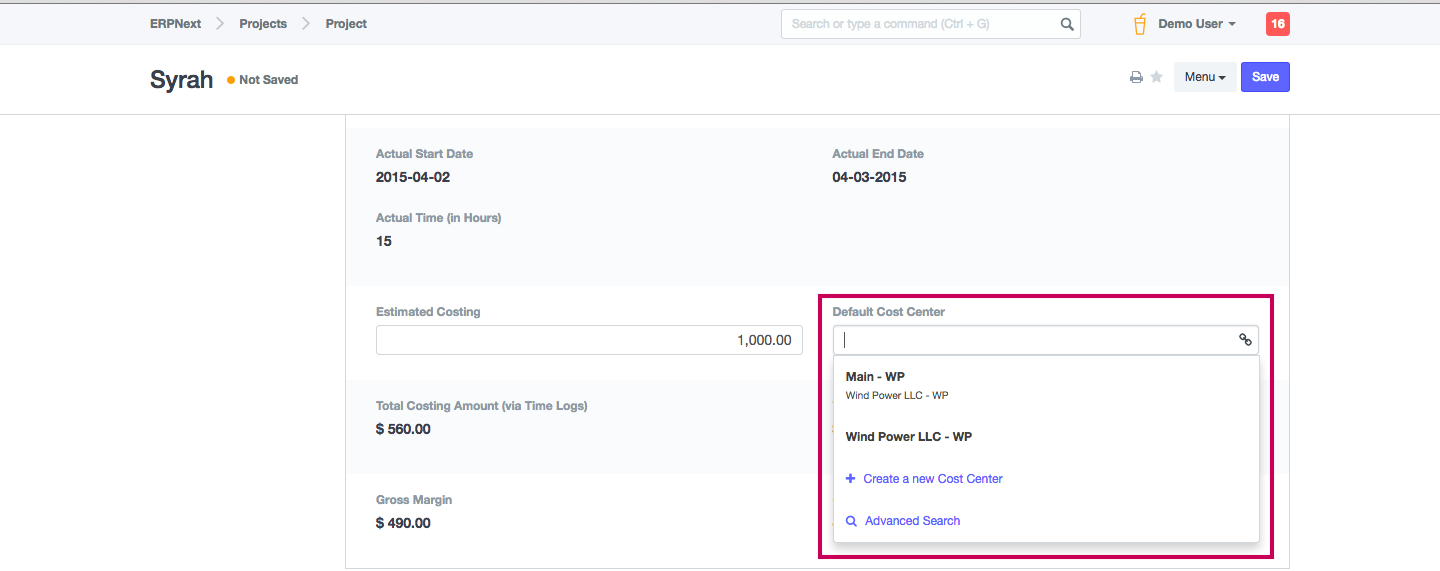 ERPNext Projects Project
Search or type a command (Ctrl + G)
Demo User
16
Syrah
Not Saved
Menu
Save
Actual Start Date
2015-04-02
Actual End Date
04-03-2015
Actual Time (in Hours)
15
Estimated Costing
1,000.00
Default Cost Center
Main - WP
Wind Power LLC - WP
Wind Power LLC - WP
Create a new Cost Center
Advanced Search
Total Costing Amount (via Time Logs)
$ 560.00
Gross Margin
$ 490.00